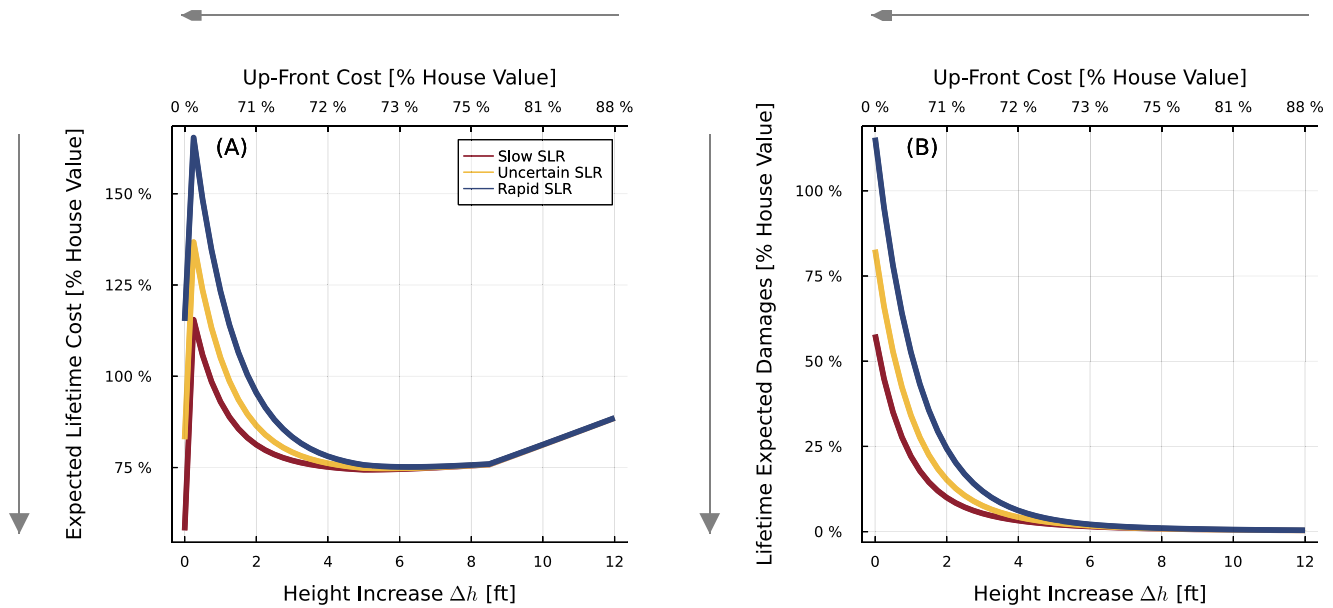 Up-Front Cost [% House Value]
0 % 71 % 72 % 73 % 75 % 81 % 88 %
(A)
Slow SLR
Uncertain SLR
Rapid SLR
Expected Lifetime Cost [% House Value]
150 %
125 %
100 %
75 %
0 2 4 6 8 10 12
Height Increase Δh [ft]
Up-Front Cost [% House Value]
0 % 71 % 72 % 73 % 75 % 81 % 88 %
(B)
Lifetime Expected Damages [% House Value]
100 %
75 %
50 %
25 %
0 %
0 2 4 6 8 10 12
Height Increase Δh [ft]